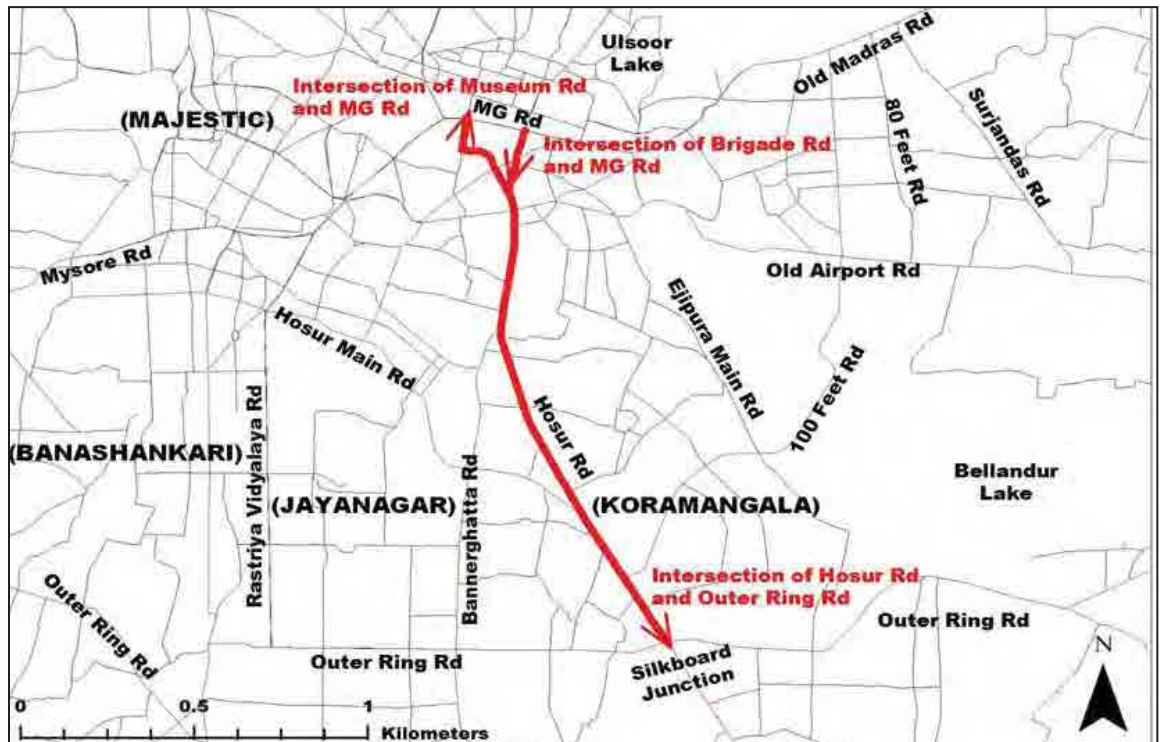 Ulsoor
Lake
Old Madras Rd
Intersection of Museum Rd
and MG Rd
MG Rd
(MAJESTIC)
80 Feet Rd
Surjandas Rd
Intersection of Brigade Rd
and MG Rd
Mysore Rd
Old Airport Rd
Hosur Main Rd
Ejipura Main Rd
100 Feet Rd
Hosur Rd
Rastriya Vidyalaya Rd
(BANASHANKARI)
Bannerghatta Rd
Bellandur
Lake
(JAYANAGAR)
(KORAMANGALA)
Intersection of Hosur Rd
and Outer Ring Rd
Outer Ring Rd
Outer Ring Rd
Outer Ring Rd
Silkboard
Junction
N
0 0.5 1
Kilometers